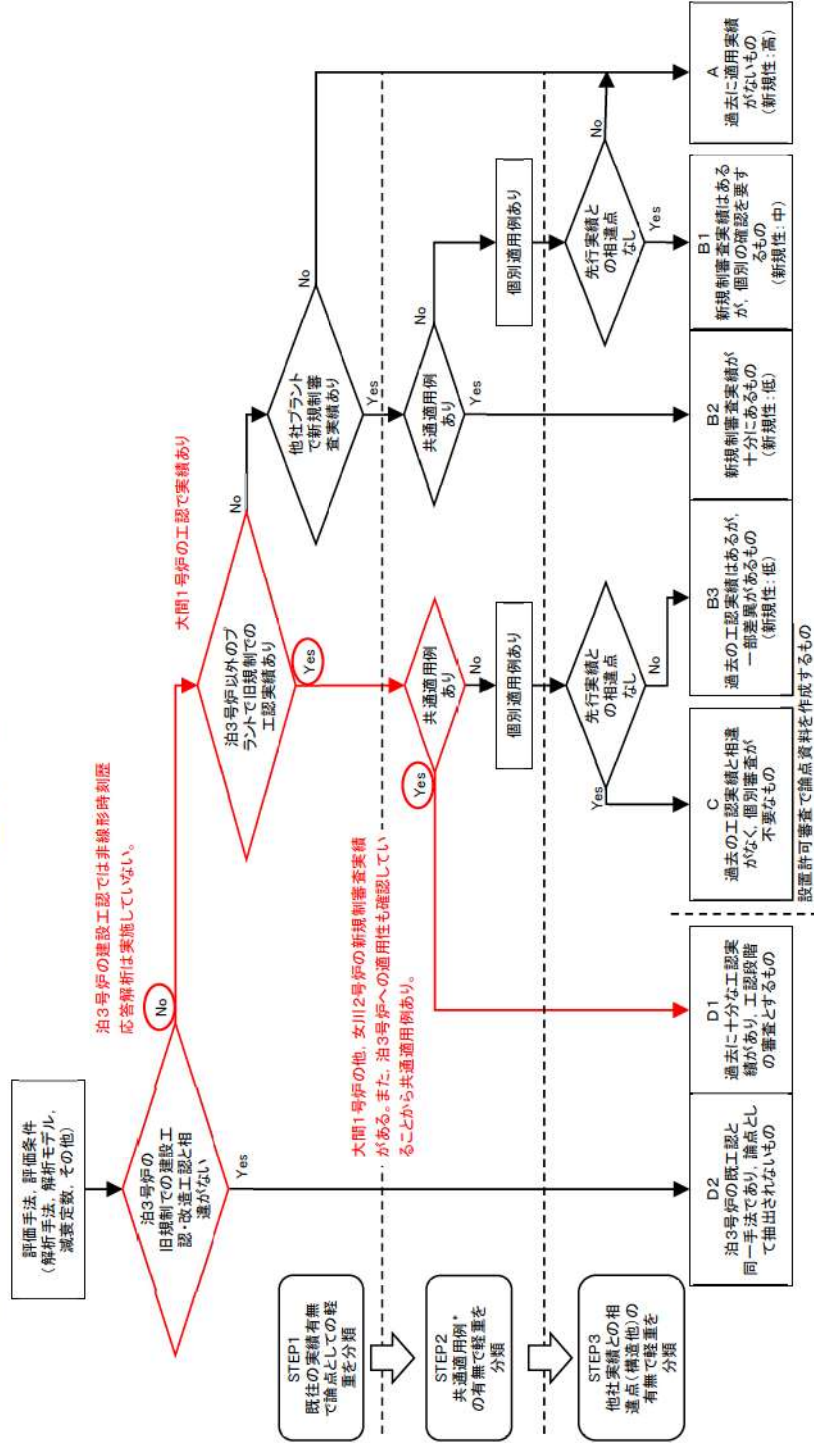 評価手法，評価条件
（解析手法，解析モデル，
減衰定数，その他）
泊3号炉の
旧規制での建設工
認・改造工認と相
違がない
No
Yes
泊3号炉の建設工認では非線形時刻歴
応答解析は実施していない。
泊3号炉以外のプ
ラントで旧規制での
工認実績あり
No
Yes
大間1号炉の工認で実績あり
他社プラント
で新規制審
査実績あり
No
Yes
STEP1
既往の実績有無
で論点としての軽
重を分類
大間1号炉の他，女川2号炉の新規制審査実績
がある。また，泊3号炉への適用性も確認してい
ることから共通適用例あり。
共通適用例
あり
Yes
No
共通適用例
あり
No
Yes
STEP2
共通適用例*
の有無で軽重を
分類
個別適用例あり
個別適用例あり
STEP3
他社実績との相
違点（構造他）の
有無で軽重を
分類
先行実績と
の相違点
なし
Yes
No
先行実績と
の相違点
なし
No
Yes
D2
泊3号炉の既工認と
同一手法であり，論点とし
て抽出されないもの
D1
過去に十分な工認実
績があり，工認段階
の審査とするもの
C
過去の工認実績と相違
がなく，個別審査が
不要なもの
B3
過去の工認実績はあるが，
一部差異があるもの
（新規性：低）
B2
新規制審査実績が
十分にあるもの
（新規性：低）
B1
新規制審査実績はある
が，個別の確認を要す
るもの
（新規性：中）
A
過去に適用実績
がないもの
（新規性：高）
設置許可審査で論点資料を作成するもの